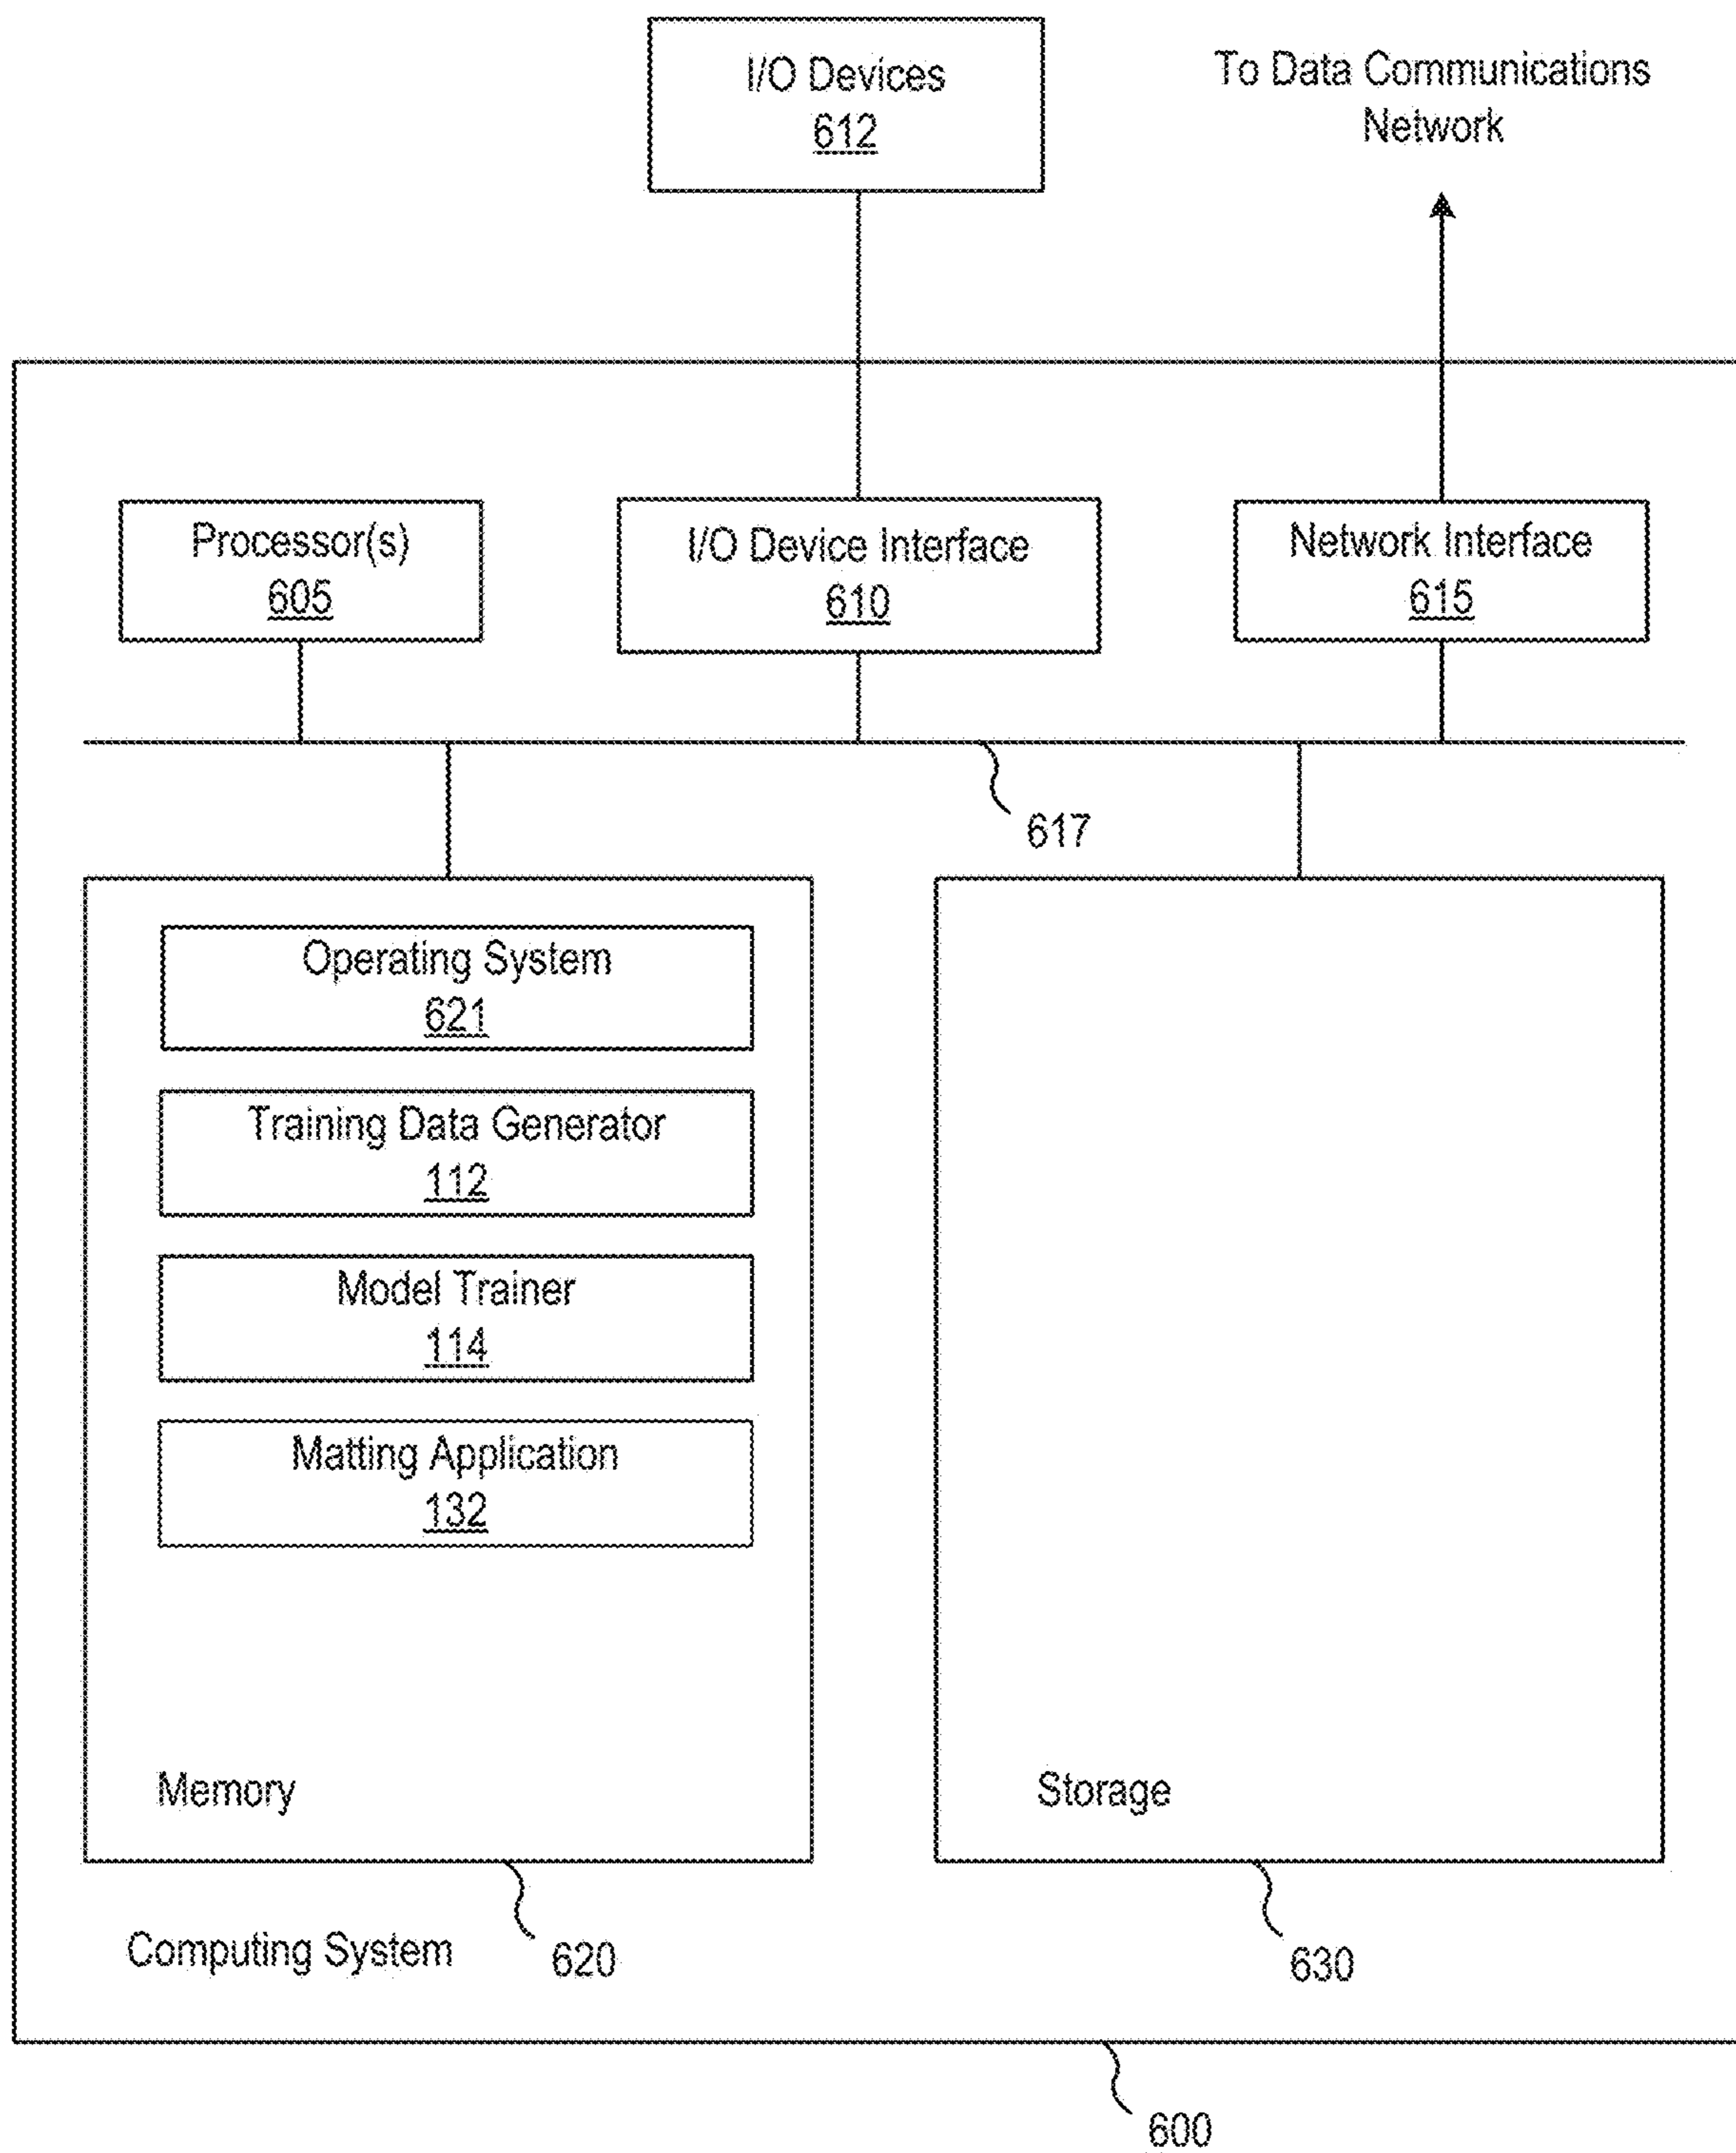 I/O Devices
612
To Data Communications
Network
Processor(s)
605
I/O Device Interface
610
Network Interface
615
617
Operating System
621
Training Data Generator
112
Model Trainer
114
Matting Application
132
Memory
Storage
Computing System
620
630
600